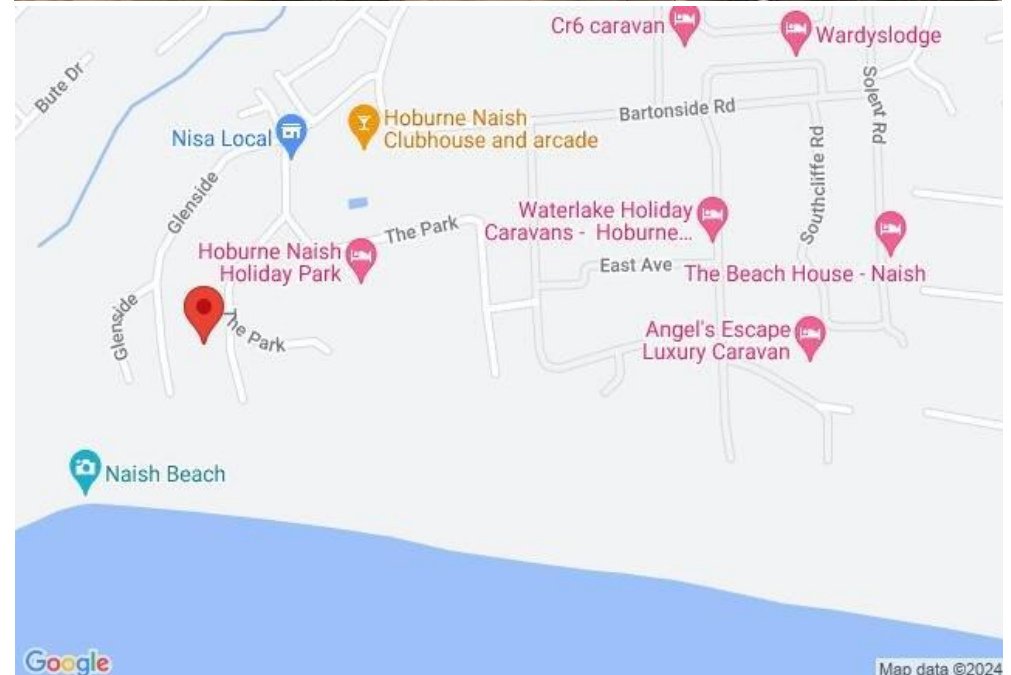 Cr6 caravan
Wardyslodge
Bute Dr
Solent Rd
Bartonside Rd
Hoburne Naish
Clubhouse and arcade
Nisa Local
Southcliffe Rd
Glenside
Waterlake Holiday
Caravans - Hoburne...
The Park
Hoburne Naish
Holiday Park
East Ave
The Beach House - Naish
Glenside
The Park
Angel's Escape
Luxury Caravan
Naish Beach
Google
Map data ©2024